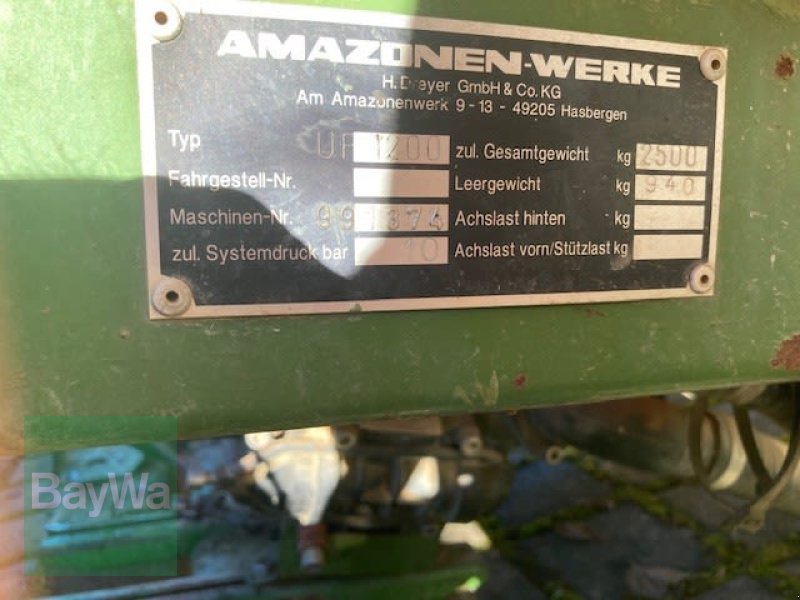 AMAZONEN-WERKE
H. Dreyer GmbH & Co. KG
Am Amazonenwerk 9 - 13 - 49205 Hasbergen
Typ UF 1200 zul. Gesamtgewicht kg 2500
Fahrgestell-Nr. Leergewicht kg 940
Maschinen-Nr. Achslast hinten kg
zul. Systemdruck bar 10 Achslast vorn/Stützlast kg
BayWa